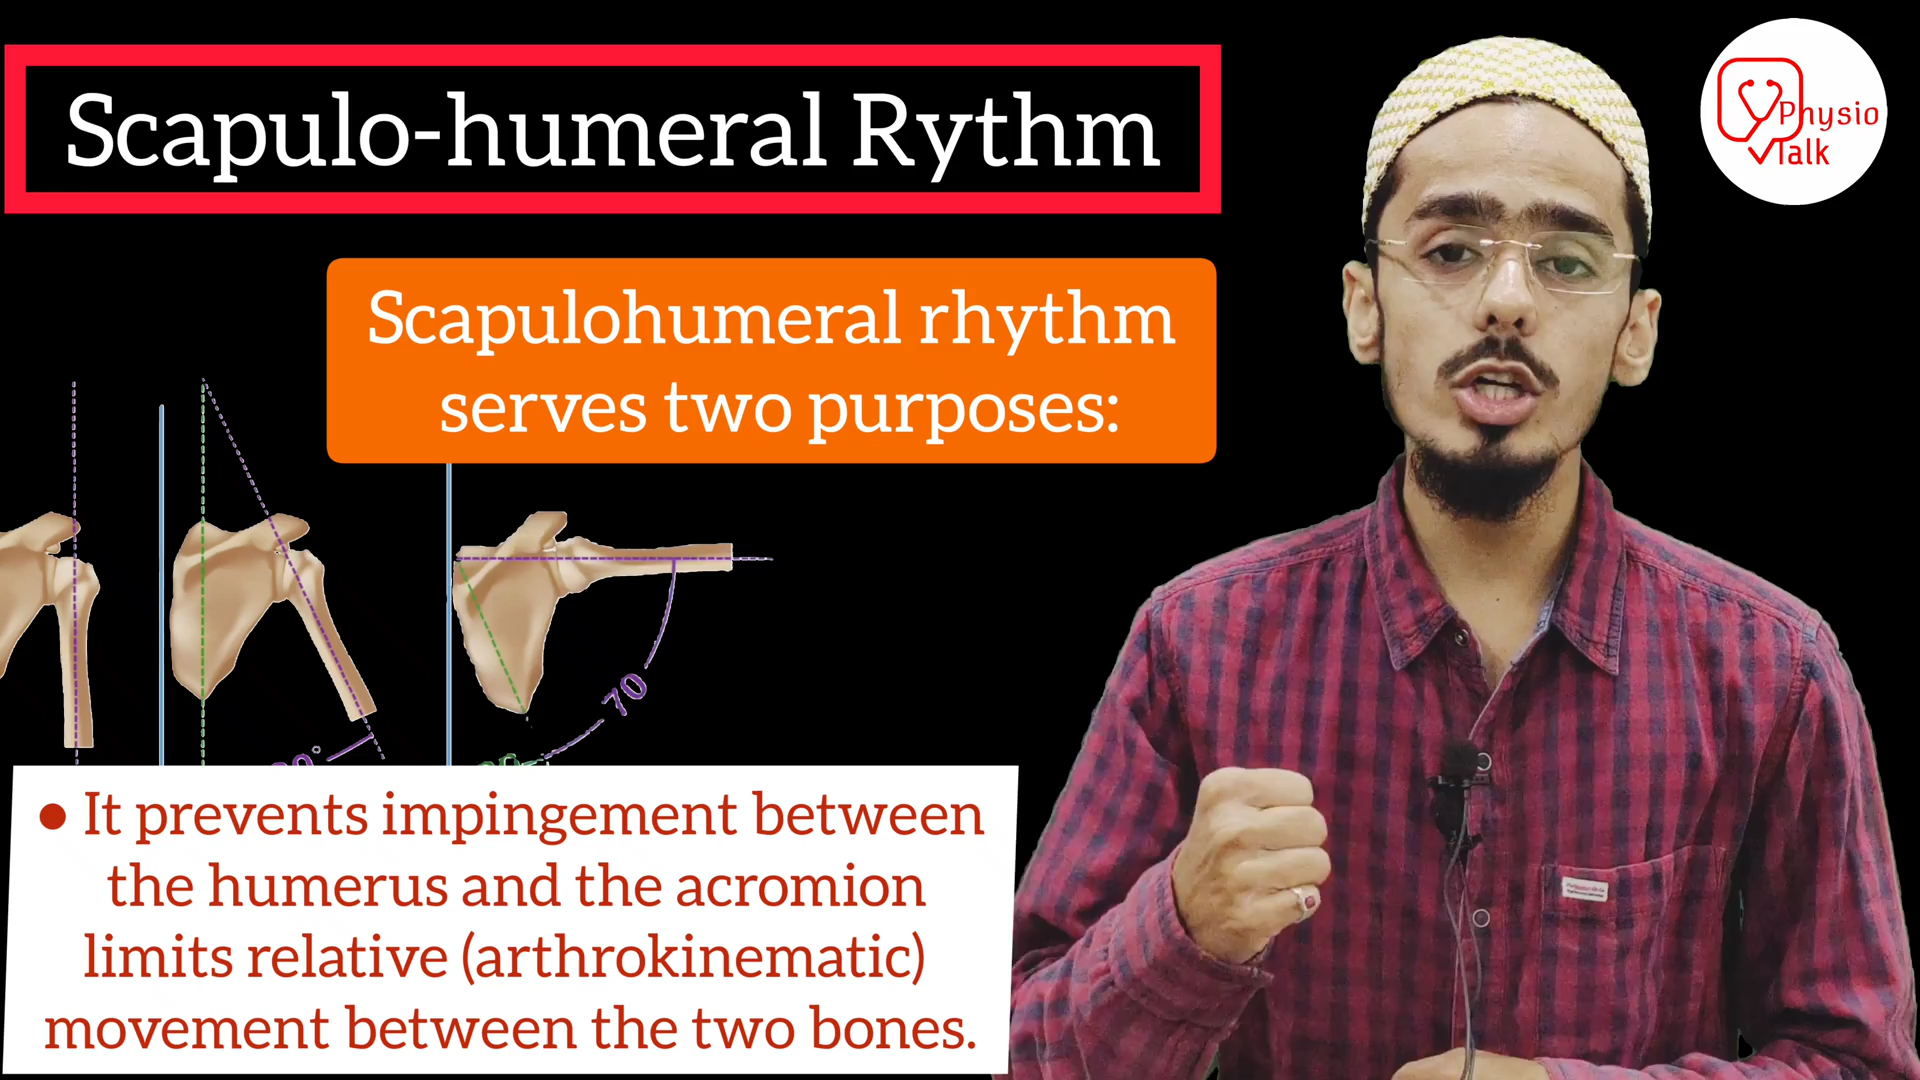 Scapulo-humeral Rythm
Physio
Talk
Scapulohumeral rhythm
serves two purposes:
70
• It prevents impingement between
the humerus and the acromion
limits relative (arthrokinematic)
movement between the two bones.